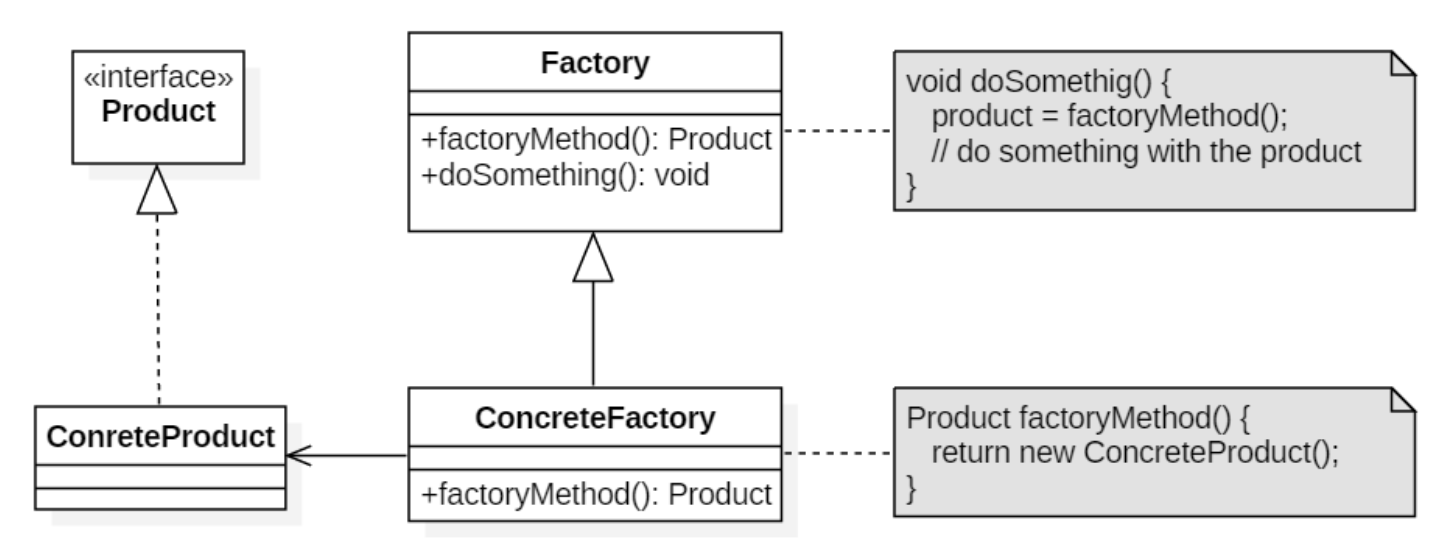 «interface»
Product
Factory
+factoryMethod(): Product
+doSomething(): void
void doSomethig() {
product = factoryMethod();
// do something with the product
}
ConreteProduct
ConcreteFactory
+factoryMethod(): Product
Product factoryMethod() {
return new ConcreteProduct();
}